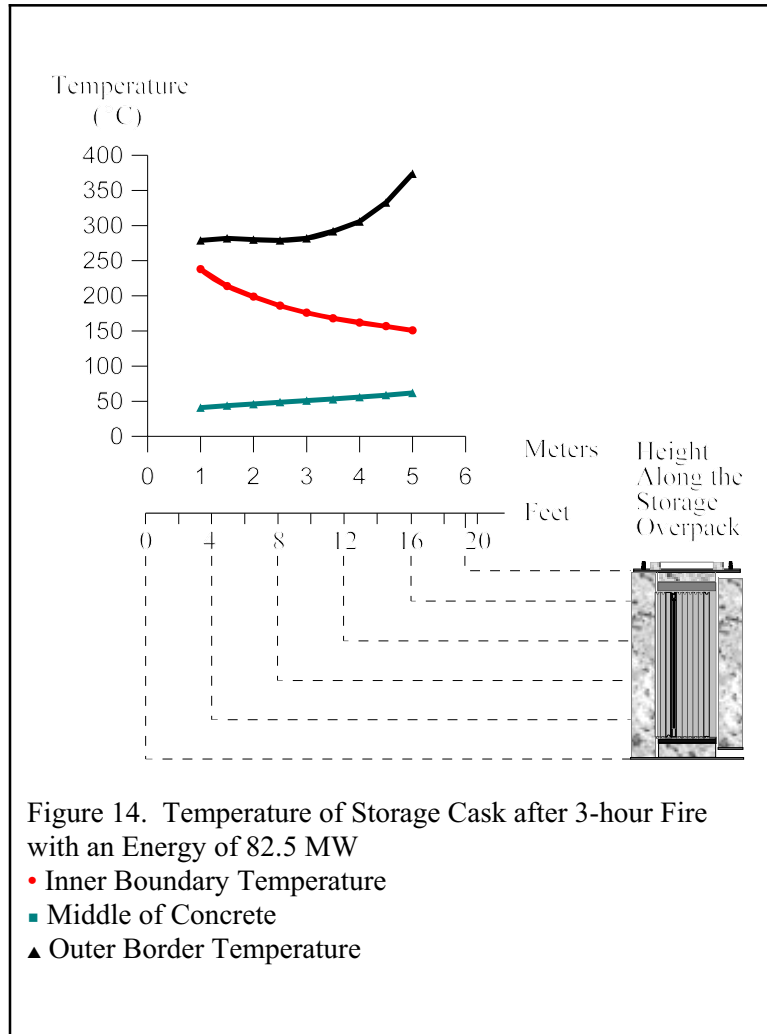 Temperature
(°C)
400
350
300
250
200
150
100
50
0
0 1 2 3 4 5 6
Meters
0 4 8 12 16 20
Feet
Height
Along the
Storage
Overpack
Figure 14. Temperature of Storage Cask after 3-hour Fire
with an Energy of 82.5 MW
• Inner Boundary Temperature
■ Middle of Concrete
▲ Outer Border Temperature